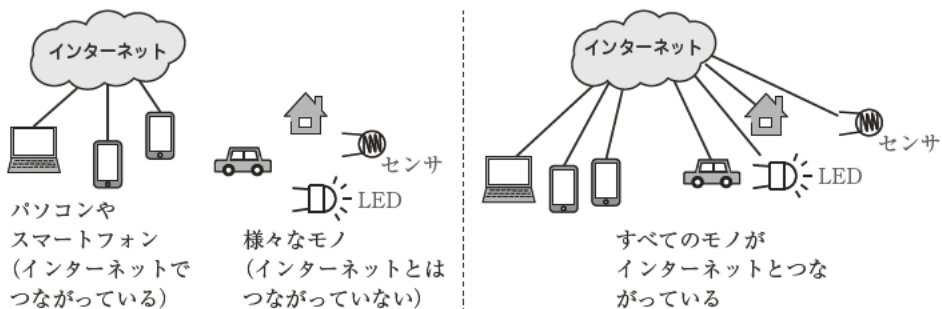 インターネット
センサ
LED
パソコンや
スマートフォン
(インターネットで
つながっている)
様々なモノ
(インターネットとは
つながっていない)
インターネット
センサ
LED
すべてのモノが
インターネットとつな
がっている